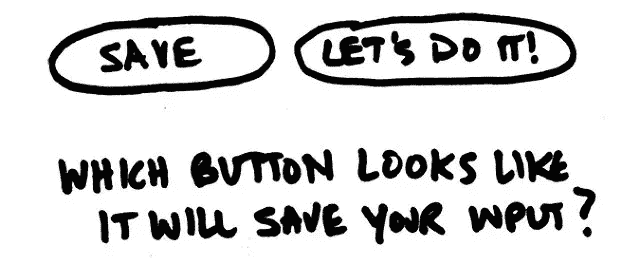 SAVE LET'S DO IT!
WHICH BUTTON LOOKS LIKE
IT WILL SAVE YOUR INPUT?